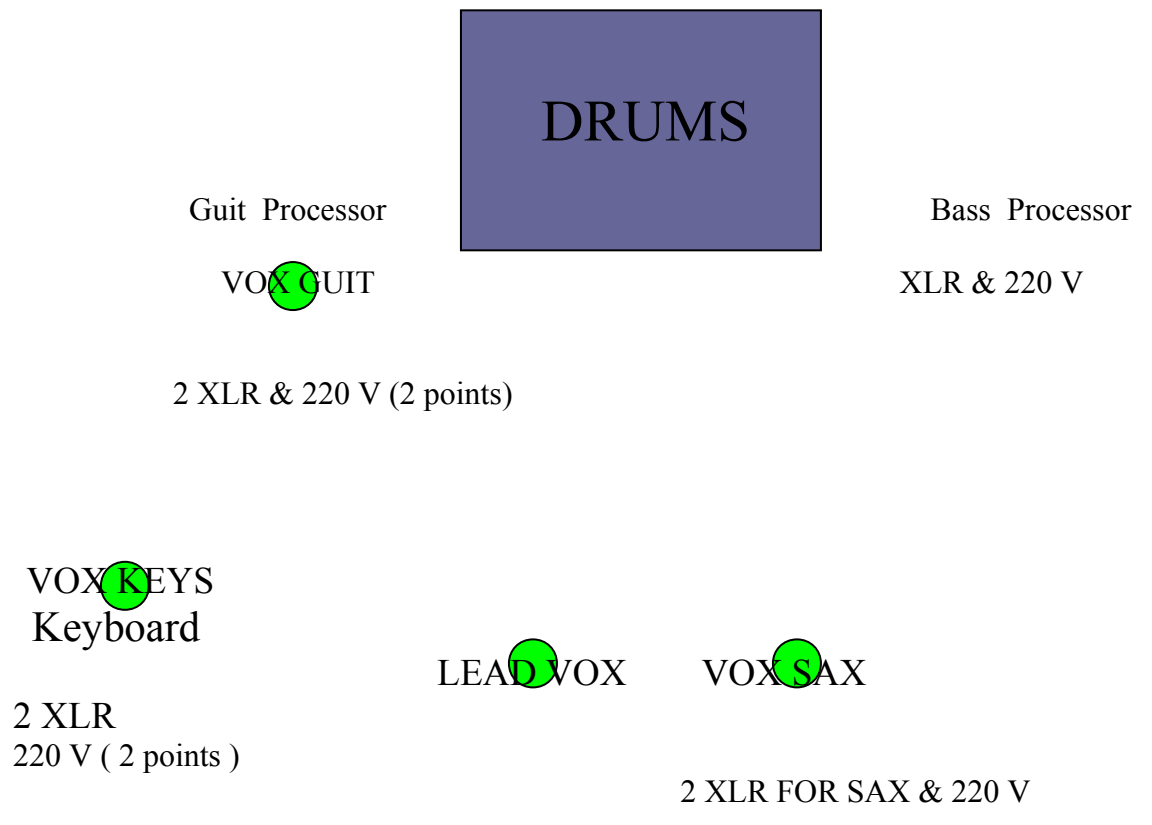 DRUMS
Guit Processor
Bass Processor
VOX GUIT
XLR & 220 V
2 XLR & 220 V (2 points)
VOX KEYS
Keyboard
LEAD VOX
VOX SAX
2 XLR
220 V ( 2 points )
2 XLR FOR SAX & 220 V